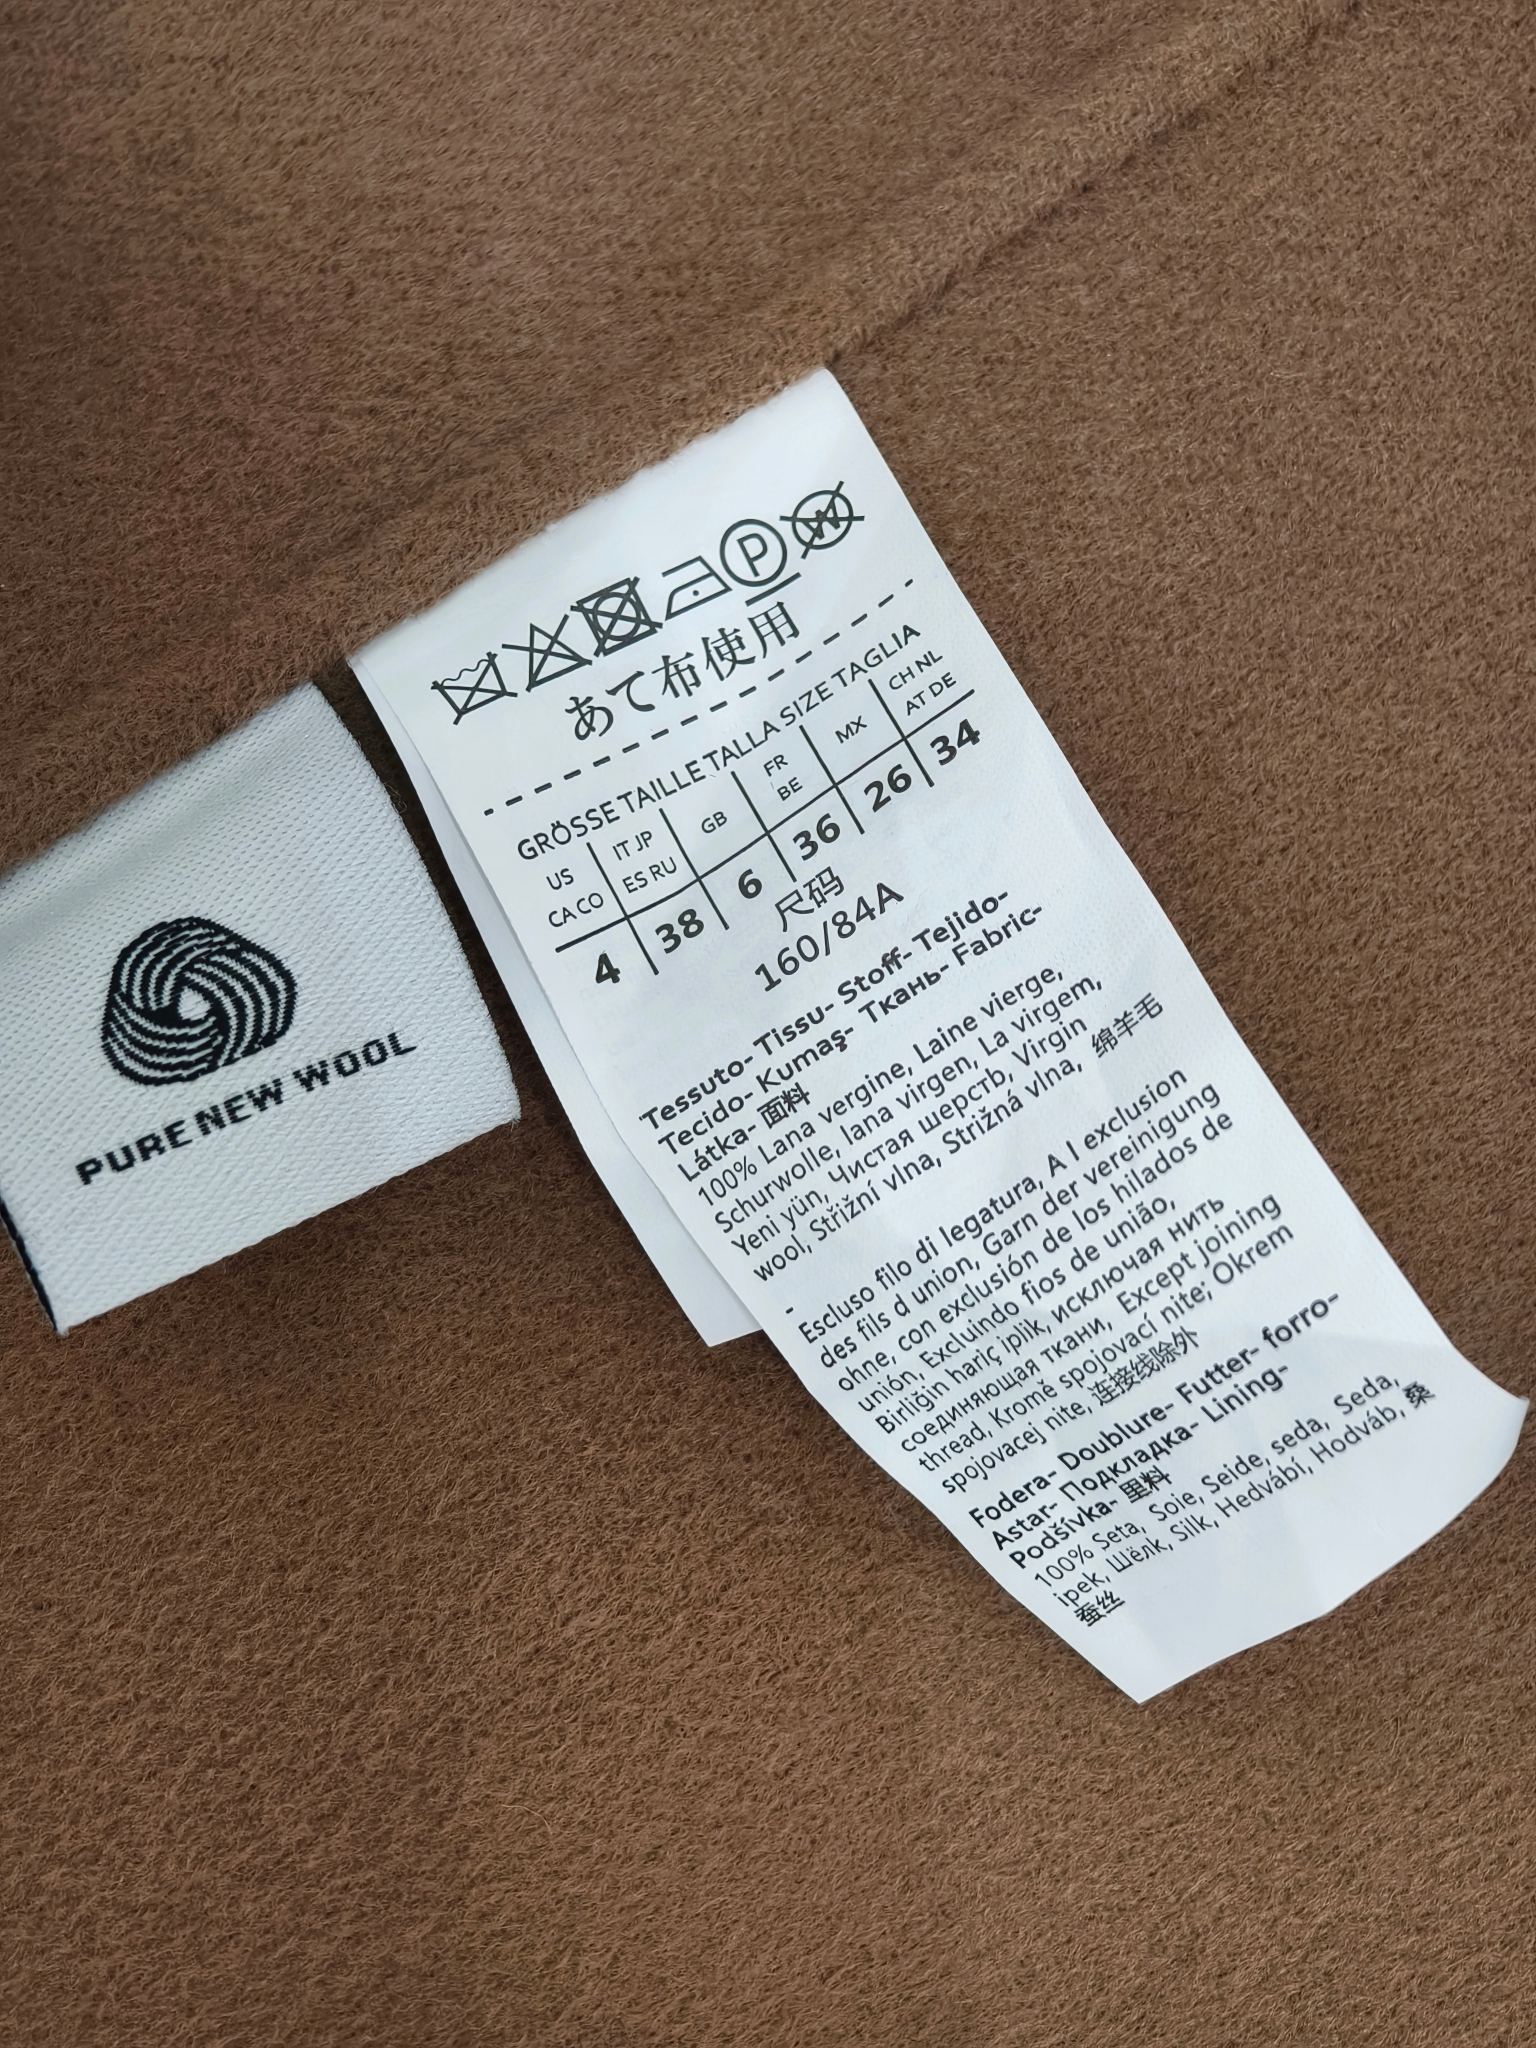 PURE NEW WOOL
P W
あて布使用
GRÖSSE TAILLE TALLA SIZE TAGLIA
US CA CO IT JP ES RU GB FR BE MX CH NL AT DE
4 38 6 36 26 34
尺码
160/84A
Tessuto- Tissu- Stoff- Tejido-
Tecido- Kumaş- Ткань- Fabric-
Látka- 面料
100% Lana vergine, Laine vierge,
Schurwolle, lana virgen, La virgem,
Yeni yün, Чистая шерсть, Virgin
wool, Střižní vlna, Strižná vlna, 绵羊毛
-
Escluso filo di legatura, A l exclusion
des fils d union, Garn der vereinigung
ohne, con exclusión de los hilados de
unión, Excluindo fios de união,
Birliğin hariç iplik, исключая нить
соединяющая ткани, Except joining
thread, Kromě spojovací nite; Okrem
spojovacej nite, 连接线除外
Fodera- Doublure- Futter- forro-
Astar- Подкладка- Lining-
Podšívka- 里料
100% Seta, Soie, Seide, seda, Seda,
ipek, Шёлк, Silk, Hedvábí, Hodváb, 桑
蚕丝